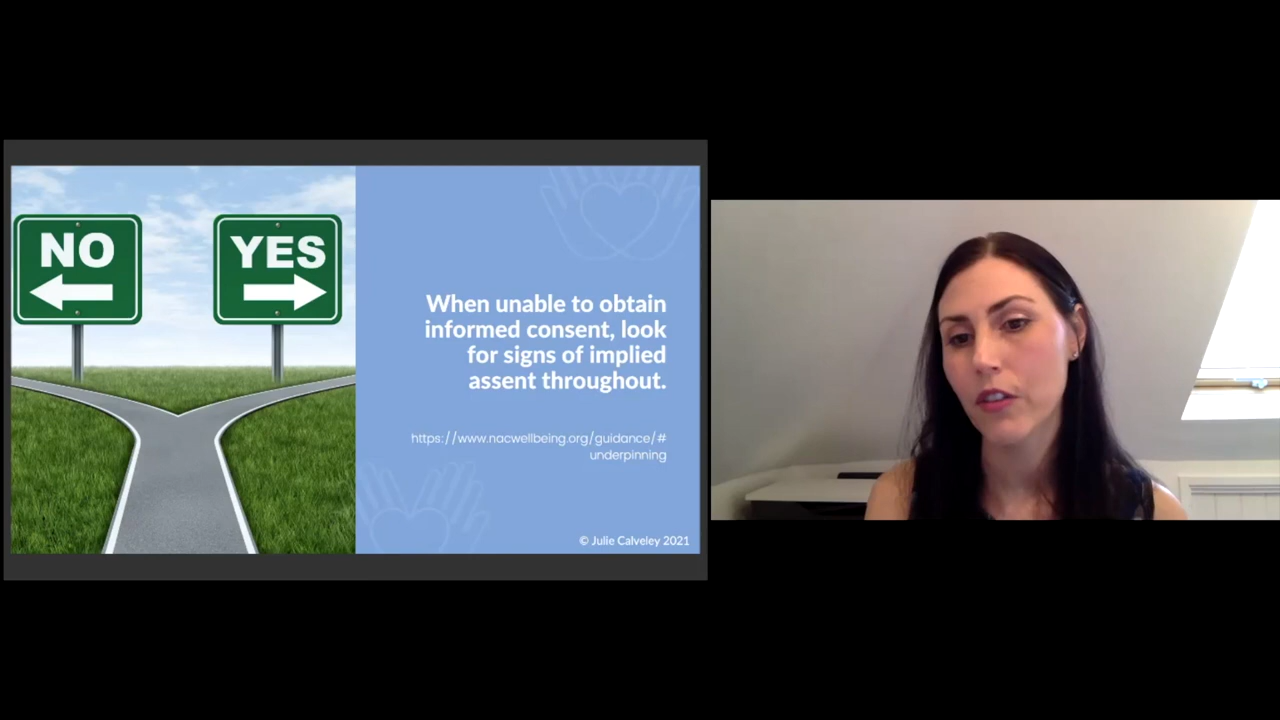 NO
YES
When unable to obtain
informed consent, look
for signs of implied
assent throughout.
https://www.nacwellbeing.org/guidance/#
underpinning
© Julie Calveley 2021